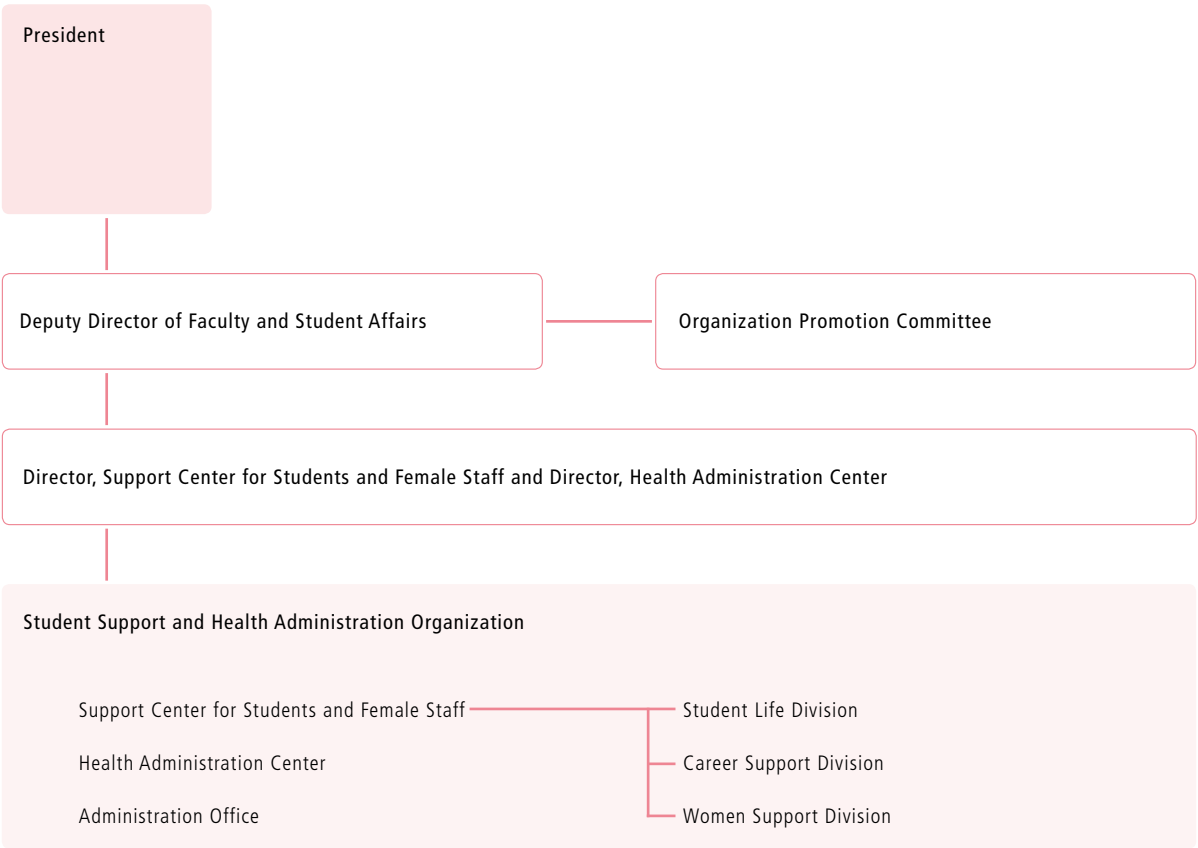 President
Deputy Director of Faculty and Student Affairs
Organization Promotion Committee
Director, Support Center for Students and Female Staff and Director, Health Administration Center
Student Support and Health Administration Organization
Support Center for Students and Female Staff
Student Life Division
Health Administration Center
Career Support Division
Administration Office
Women Support Division